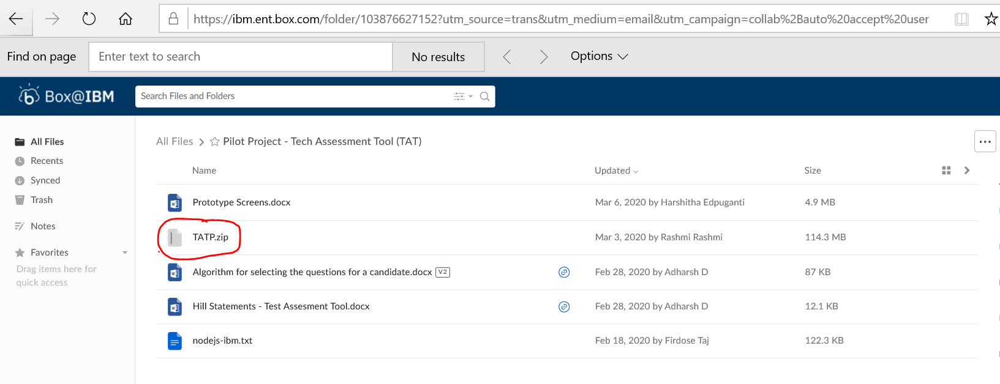 https://ibm.ent.box.com/folder/103876627152?utm_source=trans&utm_medium=email&utm_campaign=collab%2Bauto%20accept%20user
Find on page Enter text to search No results Options
Box@IBM Search Files and Folders
All Files
Recents
Synced
Trash
Notes
Favorites
Drag items here for
quick access
All Files Pilot Project - Tech Assessment Tool (TAT)
Name Updated Size
Prototype Screens.docx Mar 6, 2020 by Harshitha Edpuganti 4.9 MB
TATP.zip Mar 3, 2020 by Rashmi Rashmi 114.3 MB
Algorithm for selecting the questions for a candidate.docx V2 Feb 28, 2020 by Adharsh D 87 KB
Hill Statements - Test Assesment Tool.docx Feb 28, 2020 by Adharsh D 12.1 KB
nodejs-ibm.txt Feb 18, 2020 by Firdose Taj 122.3 KB